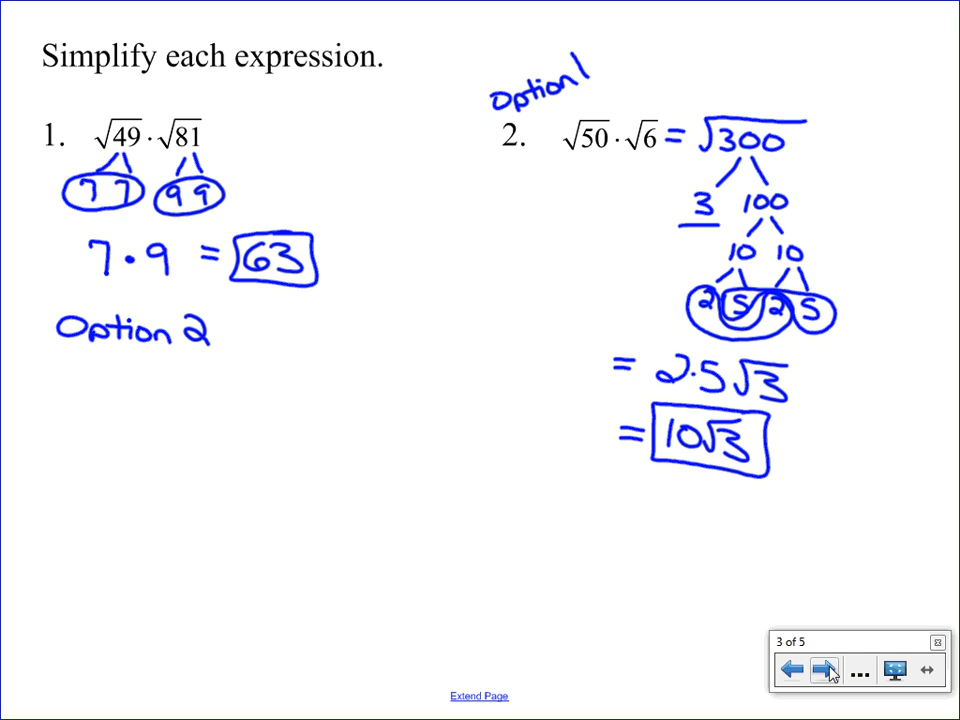 Simplify each expression.
1. √49 · √81
7 7 9 9
7 · 9 = 63
Option 2
Option 1
2. √50 · √6 = √300
3 100
10 10
2 5 2 5
= 2·5√3
= 10√3
3 of 5
...
Extend Page